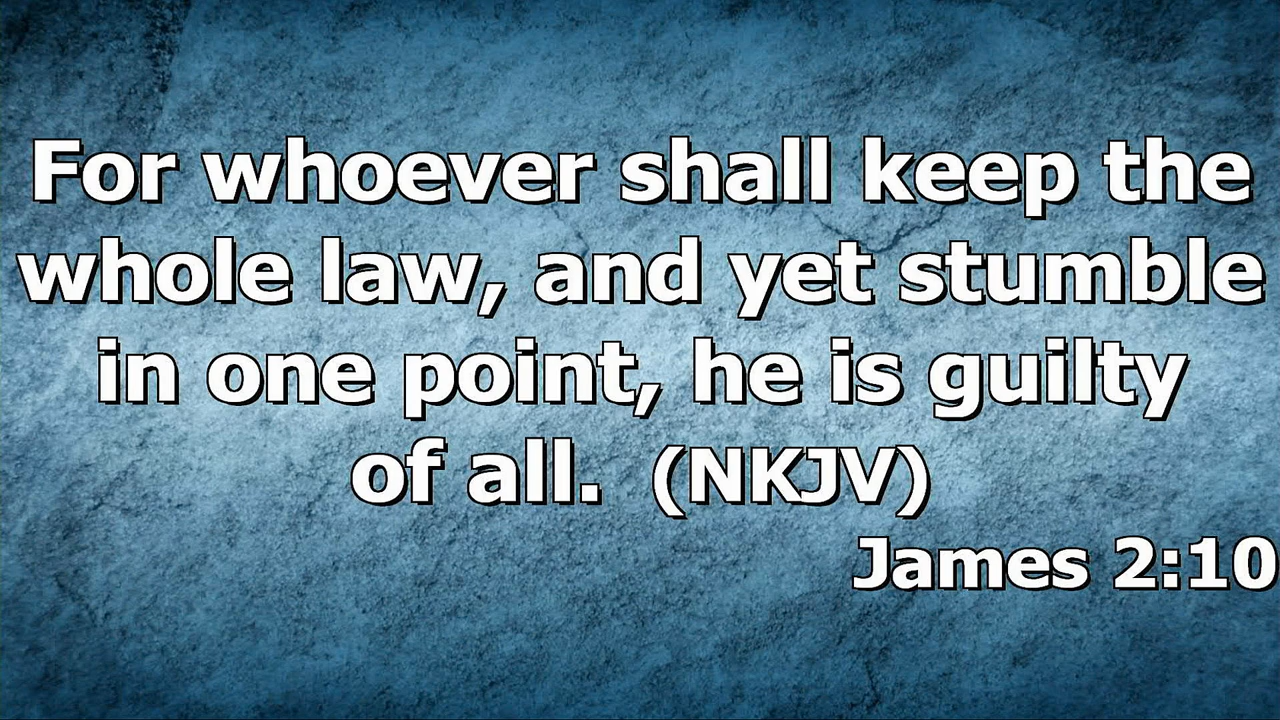 For whoever shall keep the
whole law, and yet stumble
in one point, he is guilty
of all. (NKJV)
James 2:10